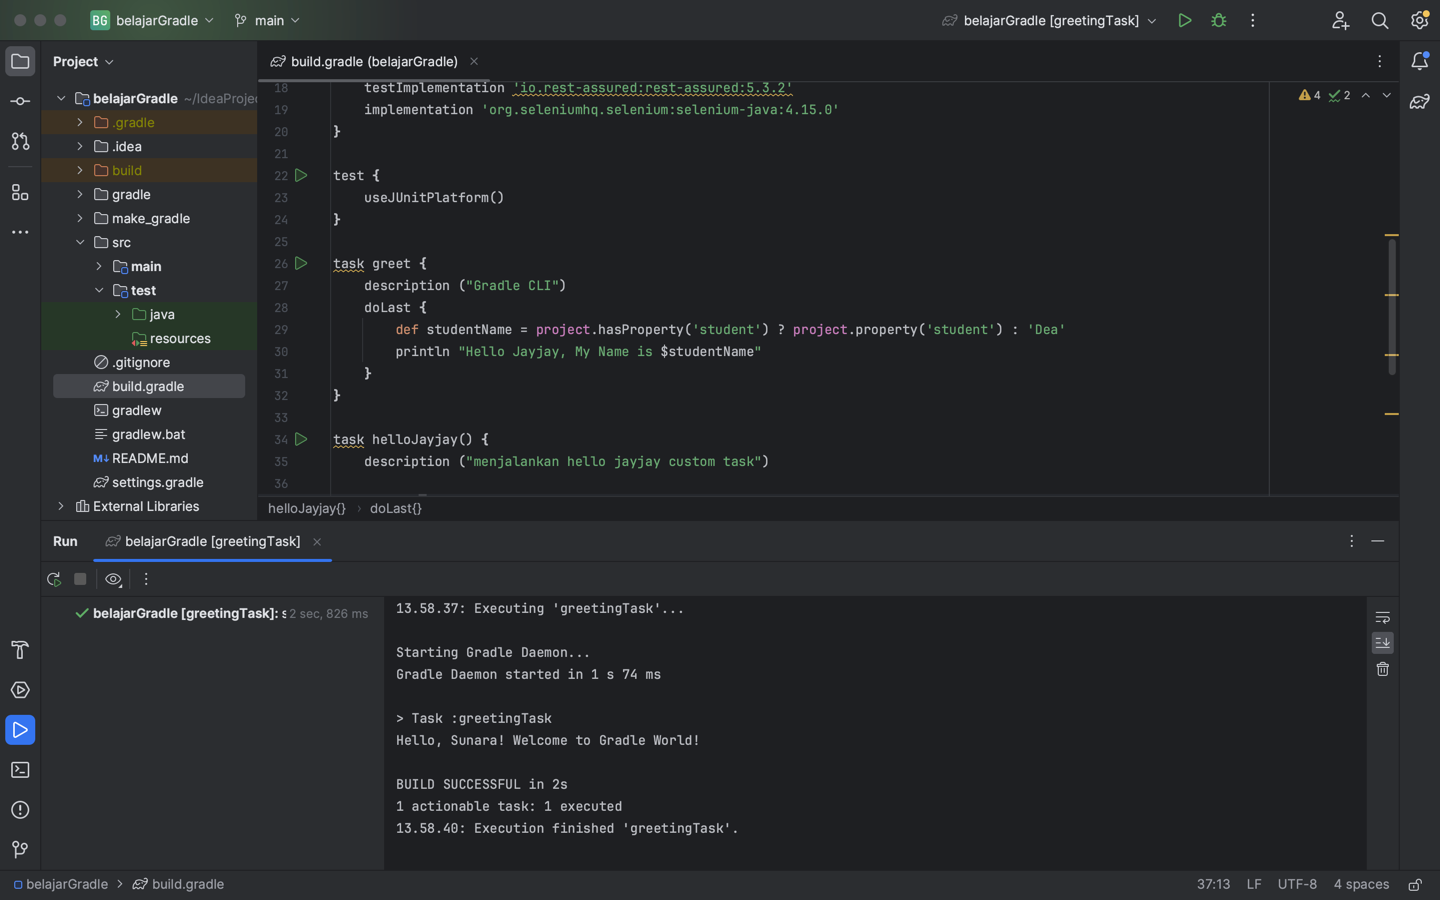 BG belajarGradle
main
belajarGradle [greetingTask]
Project
build.gradle (belajarGradle)
belajarGradle ~/IdeaProjec
.gradle
.idea
build
gradle
make_gradle
src
main
test
java
resources
.gitignore
build.gradle
gradlew
gradlew.bat
M↓ README.md
settings.gradle
External Libraries
4 2
18 testImplementation 'io.rest-assured:rest-assured:5.3.2'
19 implementation 'org.seleniumhq.selenium:selenium-java:4.15.0'
20 }
21
22 test {
23 useJUnitPlatform()
24 }
25
26 task greet {
27 description ("Gradle CLI")
28 doLast {
29 def studentName = project.hasProperty('student') ? project.property('student') : 'Dea'
30 println "Hello Jayjay, My Name is $studentName"
31 }
32 }
33
34 task helloJayjay() {
35 description ("menjalankan hello jayjay custom task")
36
helloJayjay{} › doLast{}
Run
belajarGradle [greetingTask]
belajarGradle [greetingTask]: s 2 sec, 826 ms
13.58.37: Executing 'greetingTask'...
Starting Gradle Daemon...
Gradle Daemon started in 1 s 74 ms
> Task :greetingTask
Hello, Sunara! Welcome to Gradle World!
BUILD SUCCESSFUL in 2s
1 actionable task: 1 executed
13.58.40: Execution finished 'greetingTask'.
belajarGradle > build.gradle
37:13 LF UTF-8 4 spaces